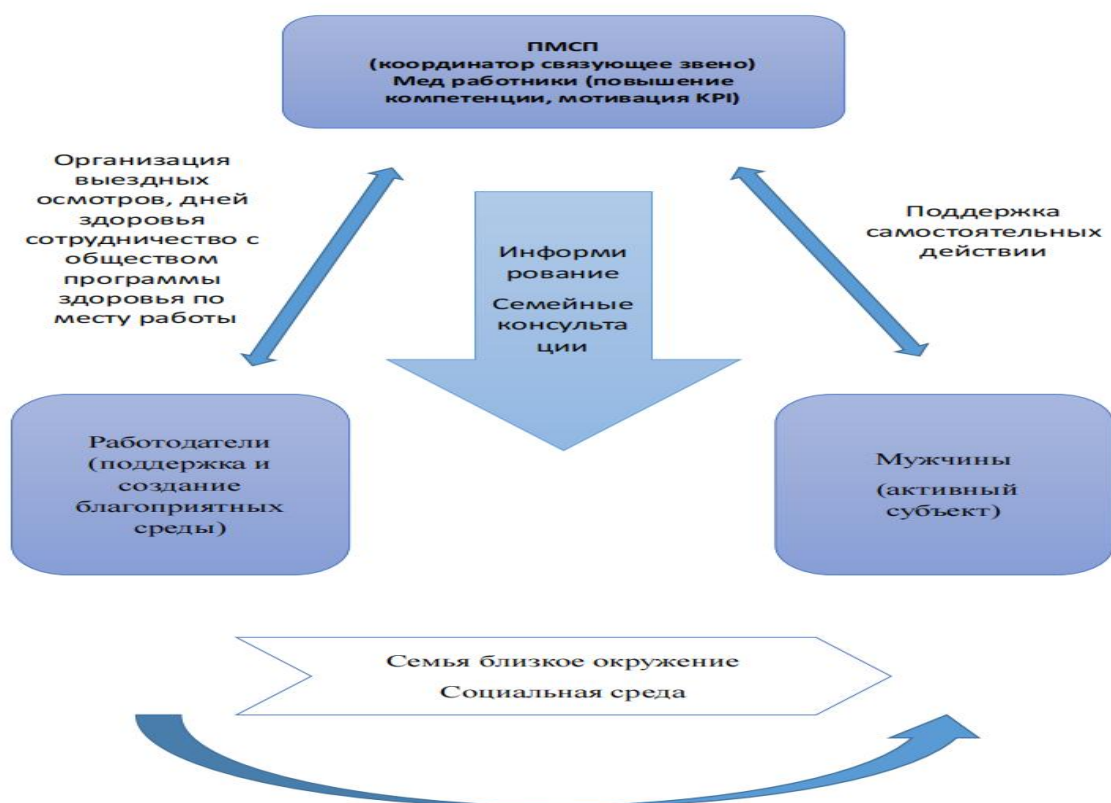 ПМСП
(координатор связующее звено)
Мед работники (повышение
компетенции, мотивация KPI)
Организация
выездных
осмотров, дней
здоровья
сотрудничество с
обществом
программы
здоровья по
месту работы
Информи
рование
Семейные
консульта
ции
Поддержка
самостоятельных
действии
Работодатели
(поддержка и
создание
благоприятных
среды)
Мужчины
(активный
субъект)
Семья близкое окружение
Социальная среда